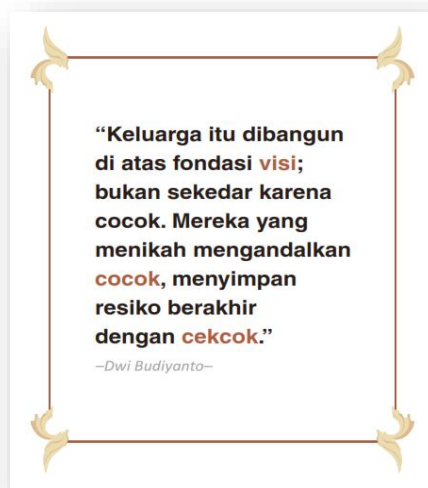 “Keluarga itu dibangun
di atas fondasi visi;
bukan sekedar karena
cocok. Mereka yang
menikah mengandalkan
cocok, menyimpan
resiko berakhir
dengan cekcok.”
—Dwi Budiyanto—